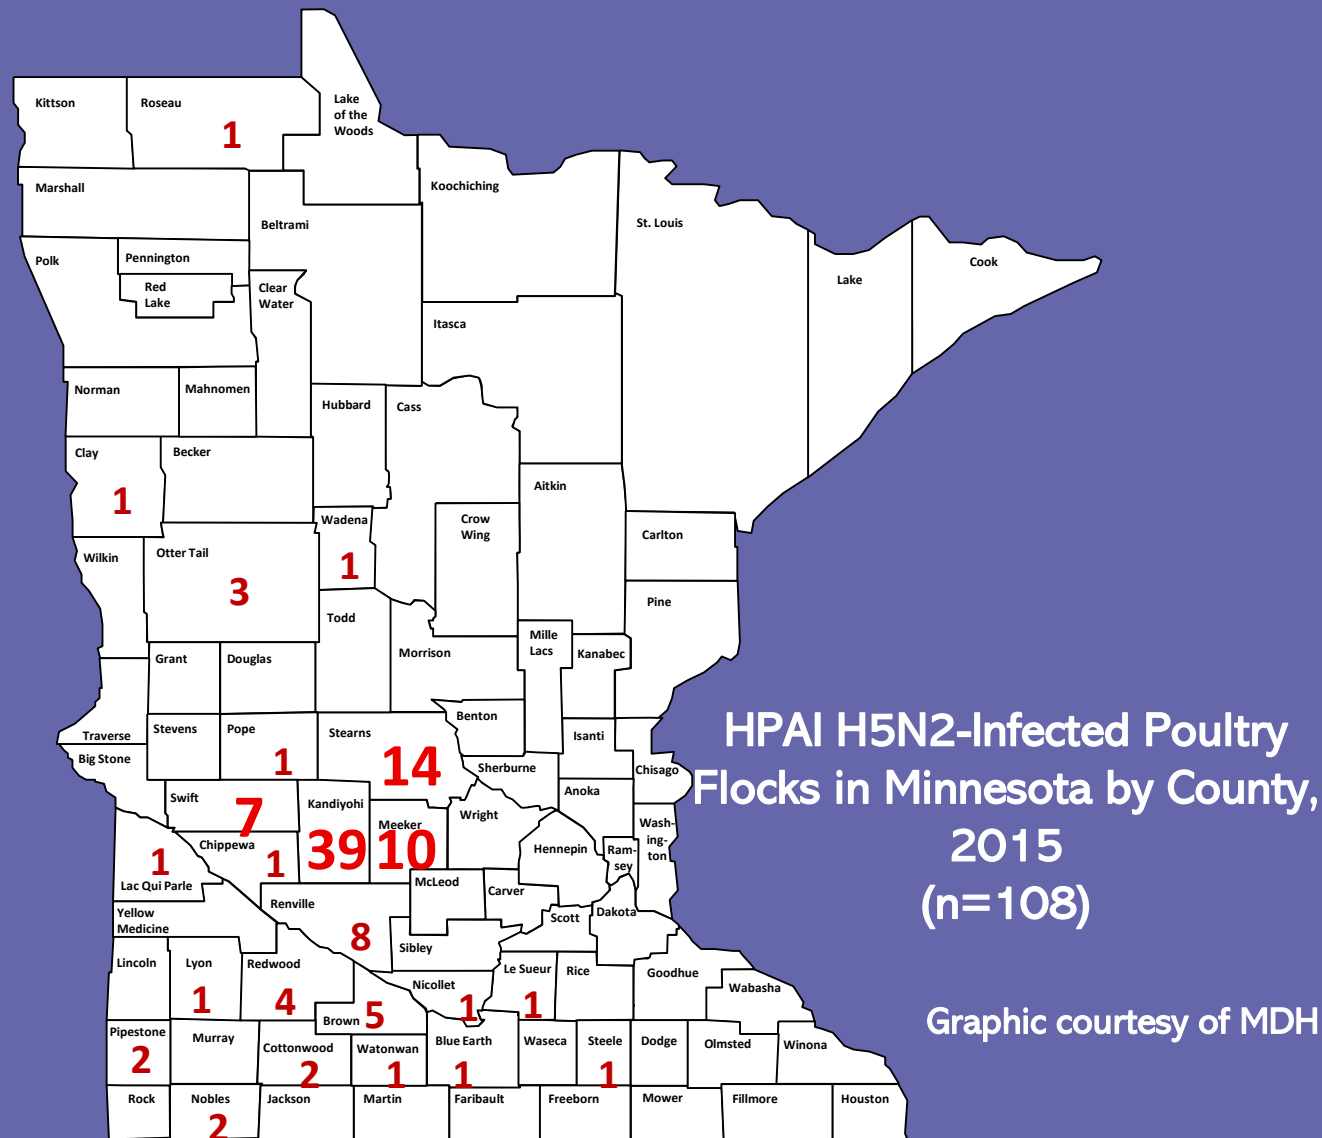 Kittson
Roseau
1
Lake
of the
Woods
Marshall
Koochiching
Beltrami
St. Louis
Polk
Pennington
Red
Lake
Clear
Water
Lake
Cook
Itasca
Norman
Mahnomen
Hubbard
Cass
Clay
1
Becker
Aitkin
Wadena
1
Crow
Wing
Carlton
Wilkin
Otter Tail
3
Pine
Todd
Morrison
Mille
Lacs
Kanabec
Grant
Douglas
Benton
Traverse
Stevens
Pope
1
Stearns
14
Isanti
Big Stone
Sherburne
Chisago
Swift
7
Kandiyohi
39
Meeker
10
Wright
Anoka
Wash-
ing-
ton
Chippewa
1
Hennepin
Ram-
sey
1
Lac Qui Parle
McLeod
Carver
Renville
8
Yellow
Medicine
Scott
Dakota
Sibley
Lincoln
Lyon
1
Redwood
4
Nicollet
1
Le Sueur
1
Rice
Goodhue
Wabasha
Brown 5
Pipestone
2
Murray
Cottonwood
2
Watonwan
1
Blue Earth
1
Waseca
Steele
1
Dodge
Olmsted
Winona
Rock
Nobles
2
Jackson
Martin
Faribault
Freeborn
Mower
Fillmore
Houston
HPAI H5N2-Infected Poultry
Flocks in Minnesota by County,
2015
(n=108)
Graphic courtesy of MDH